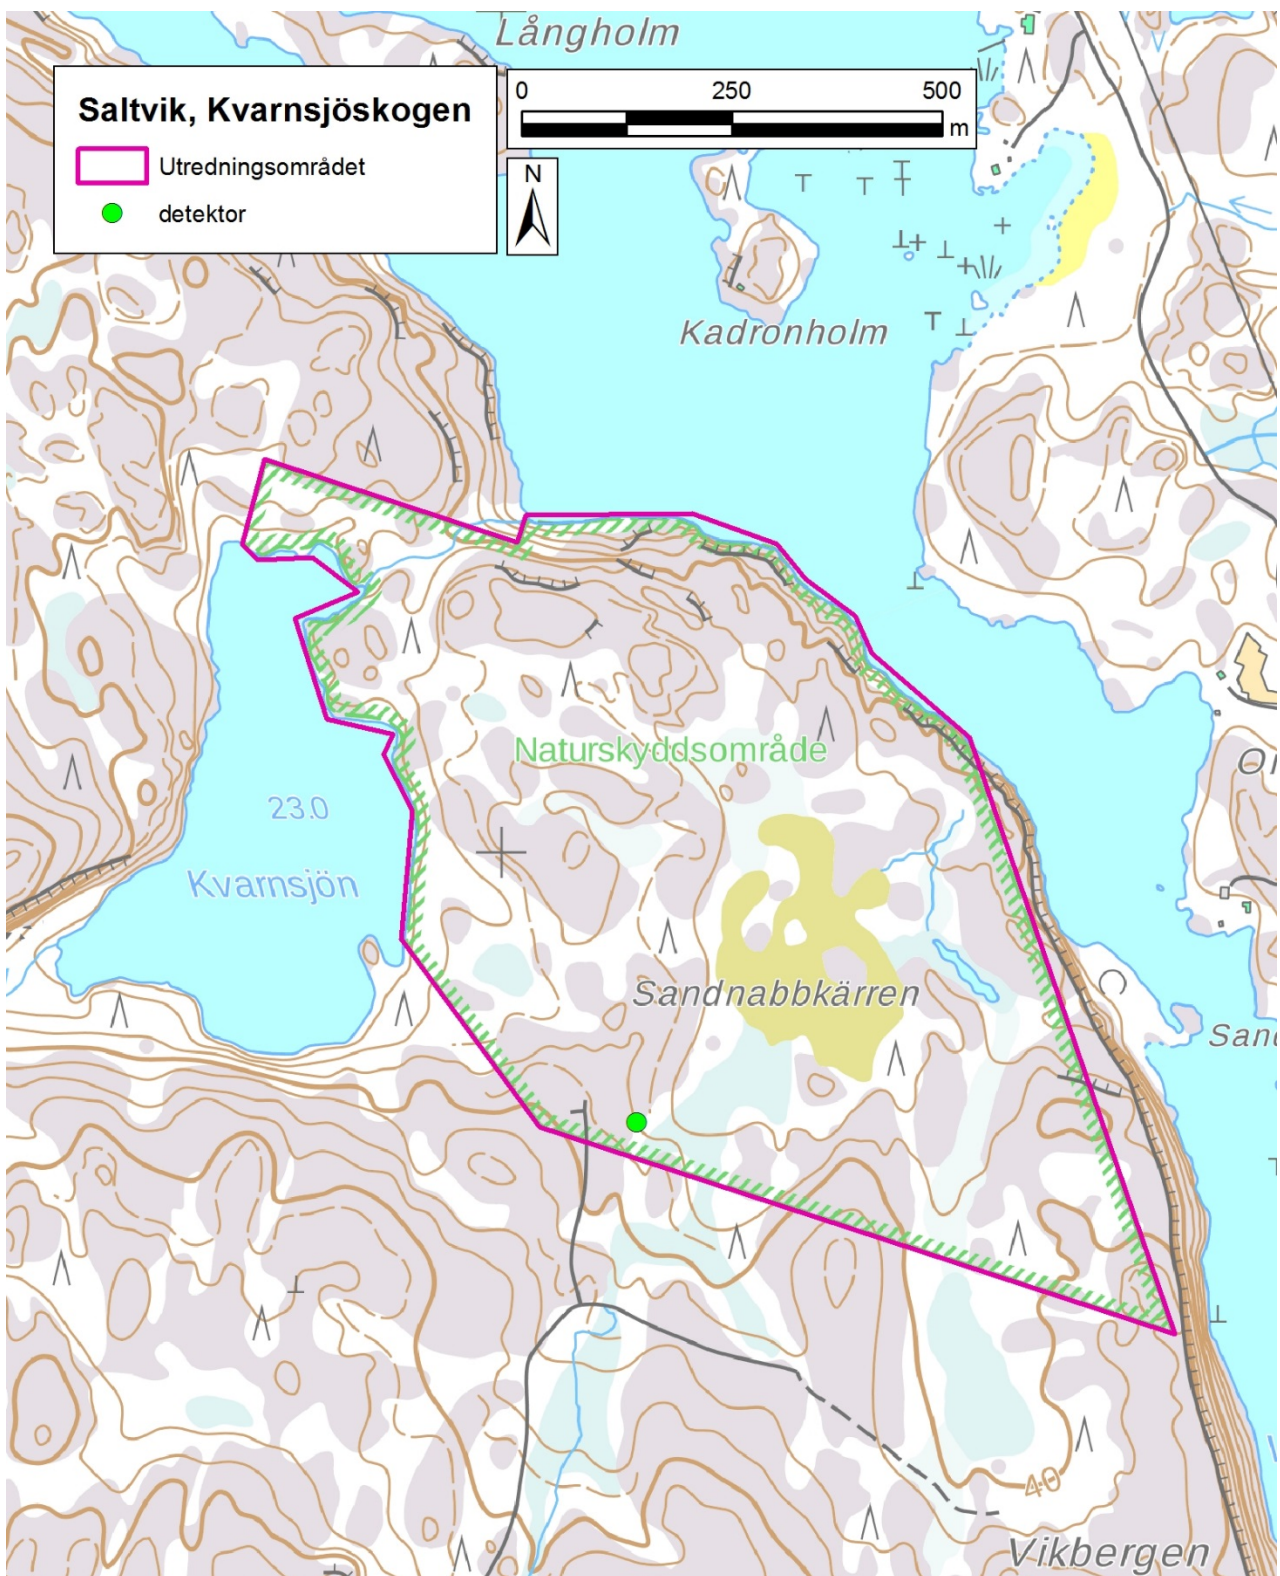 Långholm
Saltvik, Kvarnsjöskogen
Utredningsområdet
detektor
0 250 500
m
N
Kadronholm
Naturskyddsområde
23.0
Kvarnsjön
Sandnabbkärren
40
Vikbergen